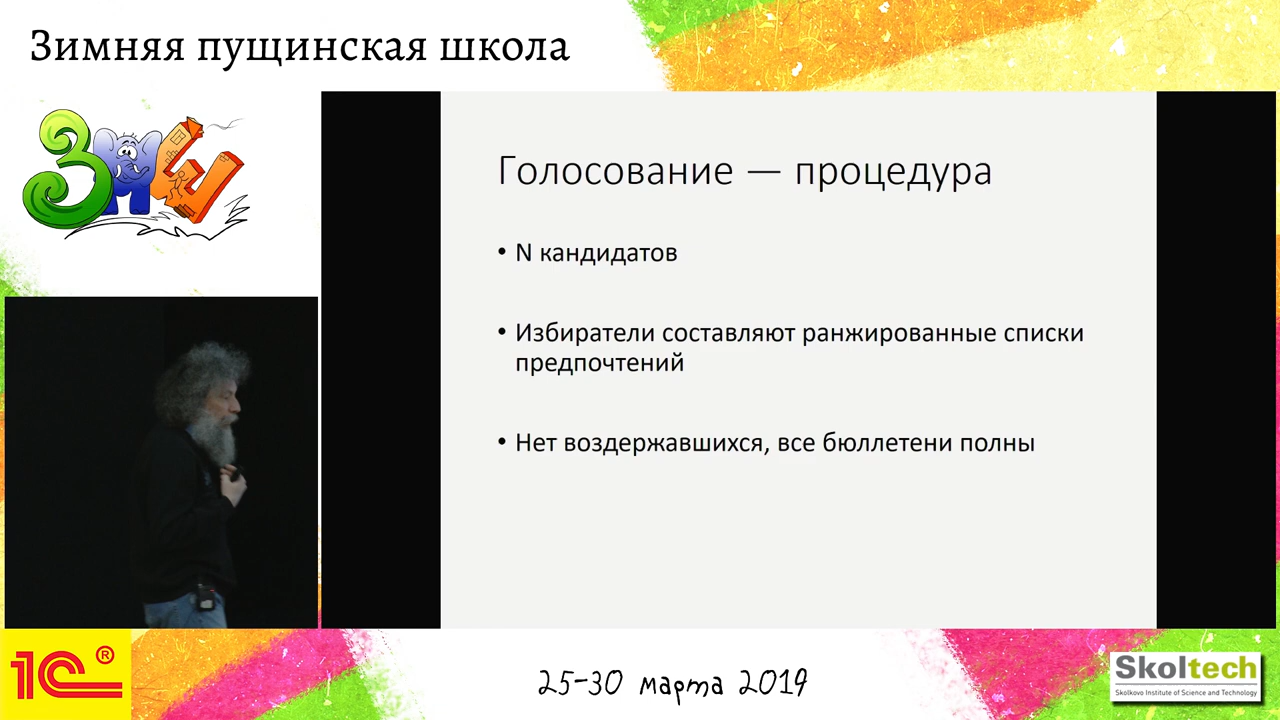 Зимняя пущинская школа
ЗПШ
Голосование — процедура
• N кандидатов
• Избиратели составляют ранжированные списки
предпочтений
• Нет воздержавшихся, все бюллетени полны
1С®
25-30 марта 2019
Skoltech
Skolkovo Institute of Science and Technology